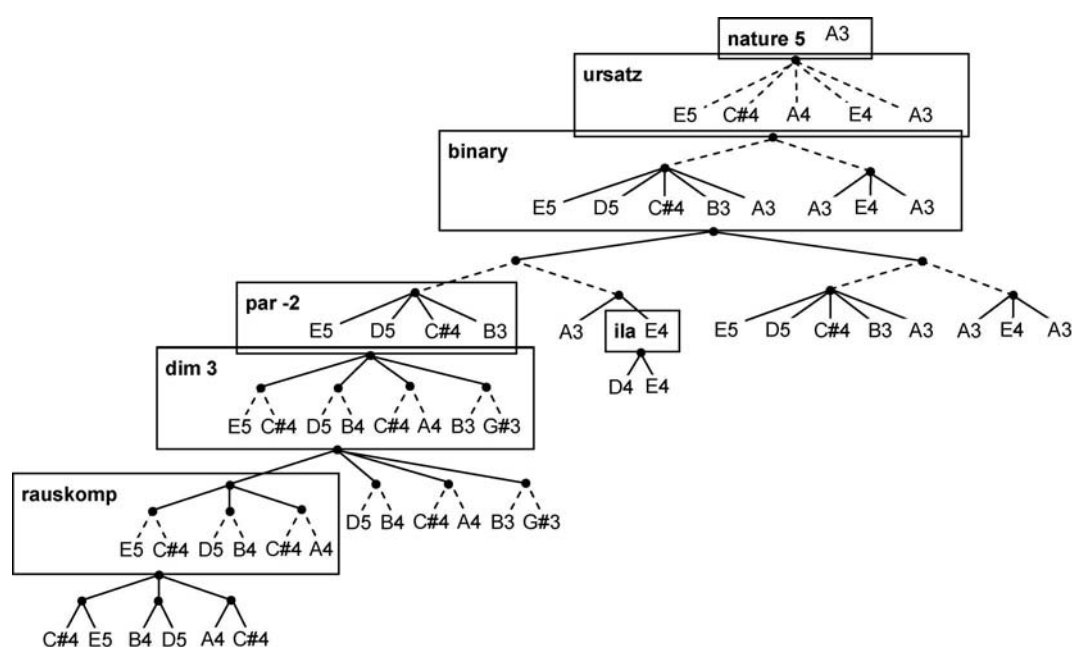 nature 5 A3
ursatz
E5 C#4 A4 E4 A3
binary
E5 D5 C#4 B3 A3 A3 E4 A3
par -2
E5 D5 C#4 B3 A3 E4 E5 D5 C#4 B3 A3 A3 E4 A3
ila
dim 3
D4 E4
E5 C#4 D5 B4 C#4 A4 B3 G#3
rauskomp
D5 B4 C#4 A4 B3 G#3
E5 C#4 D5 B4 C#4 A4
C#4 E5 B4 D5 A4 C#4